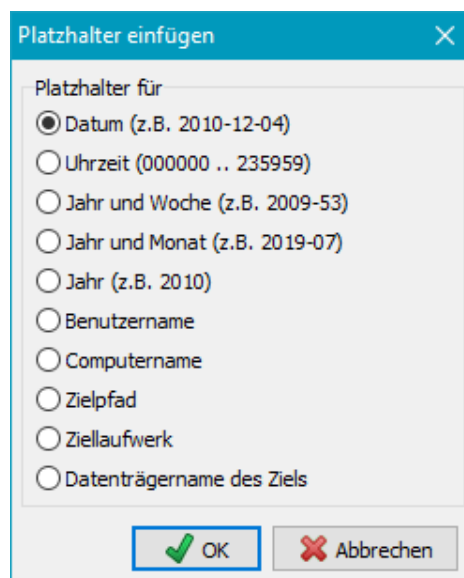 Platzhalter einfügen
Platzhalter für
Datum (z.B. 2010-12-04)
Uhrzeit (000000 .. 235959)
Jahr und Woche (z.B. 2009-53)
Jahr und Monat (z.B. 2019-07)
Jahr (z.B. 2010)
Benutzername
Computername
Zielpfad
Ziellaufwerk
Datenträgername des Ziels
OK Abbrechen